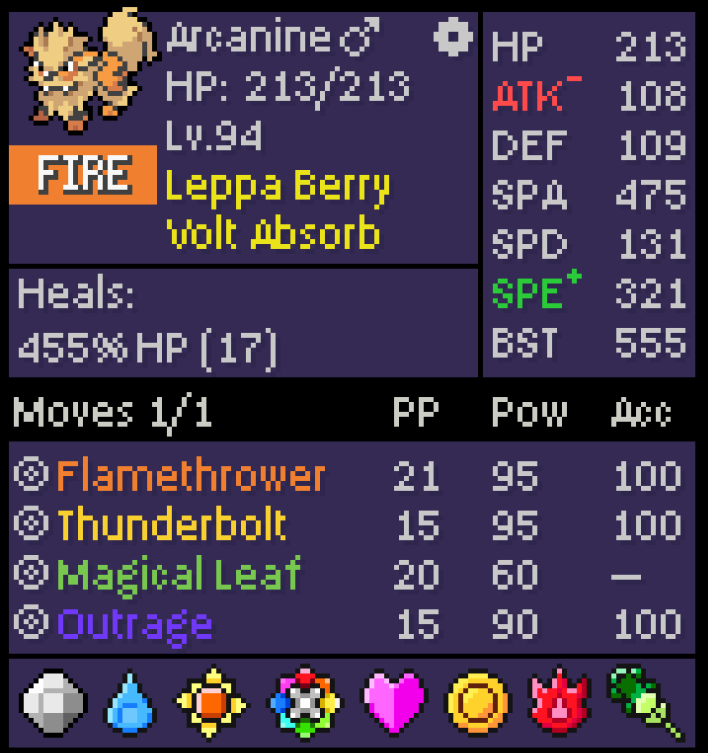 Arcanine♂
HP: 213/213
Lv.94
FIRE
Leppa Berry
Volt Absorb
Heals:
455% HP (17)
HP 213
ATK- 108
DEF 109
SPA 475
SPD 131
SPE+ 321
BST 555
Moves 1/1 PP Pow Acc
Flamethrower 21 95 100
Thunderbolt 15 95 100
Magical Leaf 20 60 —
Outrage 15 90 100